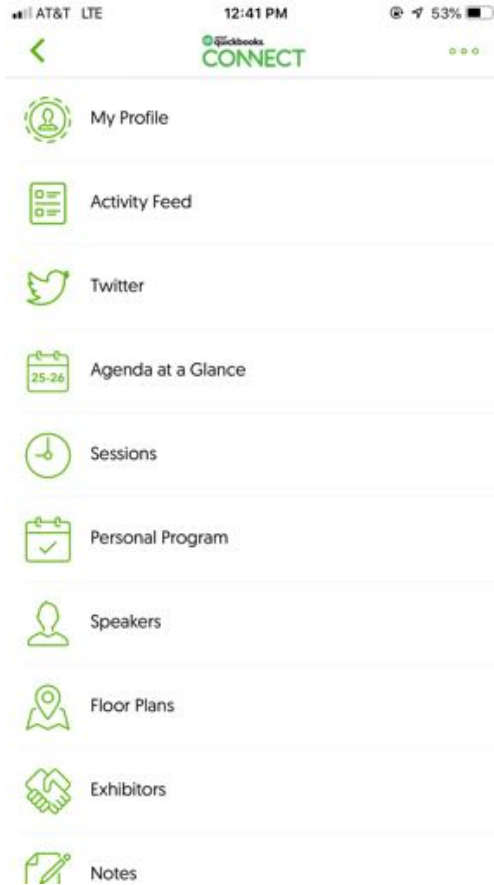 AT&T LTE 12:41 PM 53%
quickbooks.
CONNECT
My Profile
Activity Feed
Twitter
25-26 Agenda at a Glance
Sessions
Personal Program
Speakers
Floor Plans
Exhibitors
Notes